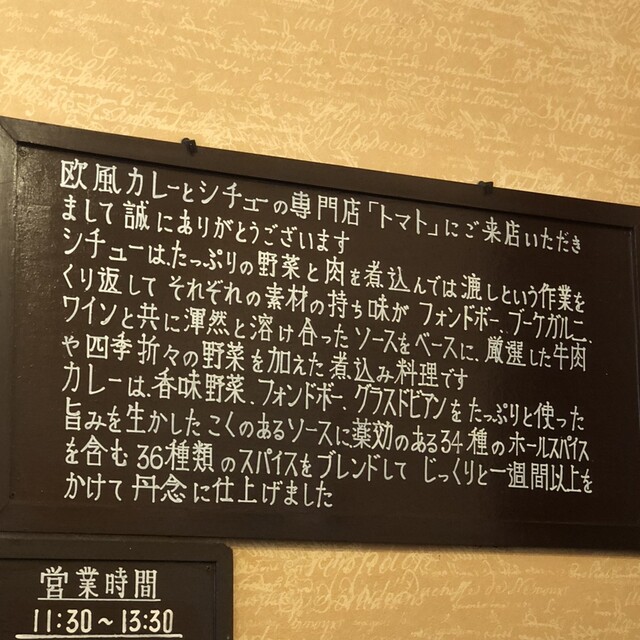 欧風カレーとシチューの専門店「トマト」にご来店いただき
まして誠にありがとうございます
シチューは、たっぷりの野菜と肉を煮込んでは漉しという作業を
くり返して それぞれの素材の持ち味が フォンドボー、ブーケガルニ、
ワインと共に渾然と溶け合ったソースをベースに、厳選した牛肉
や四季折々の野菜を加えた煮込み料理です
カレーは、香味野菜、フォンドボー、グラスドビアンをたっぷりと使った
旨みを生かしたこくのあるソースに薬効のある34種のホールスパイス
を含む36種類のスパイスをブレンドして じっくりと一週間以上を
かけて丹念に仕上げました
営業時間
11:30～13:30